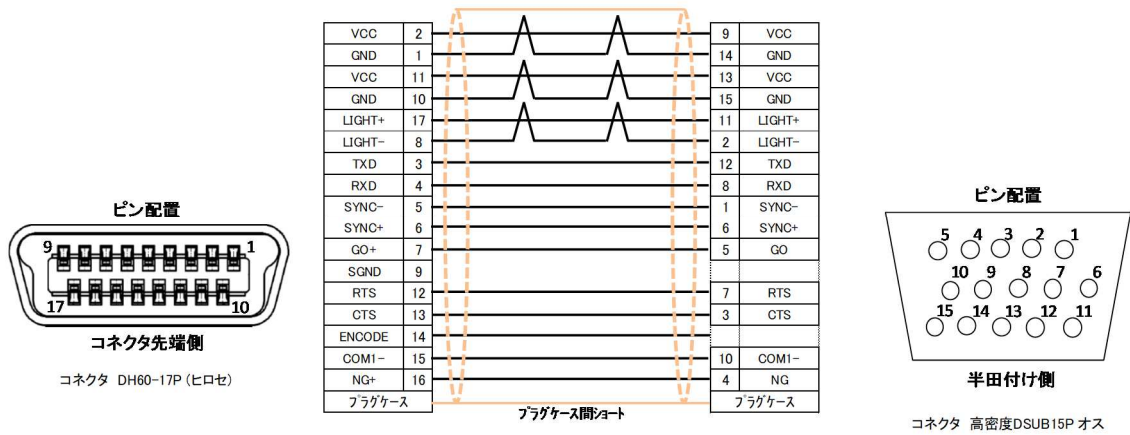 VCC 2 9 VCC
GND 1 14 GND
VCC 11 13 VCC
GND 10 15 GND
LIGHT+ 17 11 LIGHT+
LIGHT- 8 2 LIGHT-
TXD 3 12 TXD
RXD 4 8 RXD
SYNC- 5 1 SYNC-
SYNC+ 6 6 SYNC+
GO+ 7 5 GO
SGND 9
RTS 12 7 RTS
CTS 13 3 CTS
ENCODE 14
COM1- 15 10 COM1-
NG+ 16 4 NG
プラグケース プラグケース
プラグケース間ショート
ピン配置
9 1
17 10
コネクタ先端側
コネクタ DH60-17P (ヒロセ)
ピン配置
5 4 3 2 1
10 9 8 7 6
15 14 13 12 11
半田付け側
コネクタ 高密度DSUB15P オス